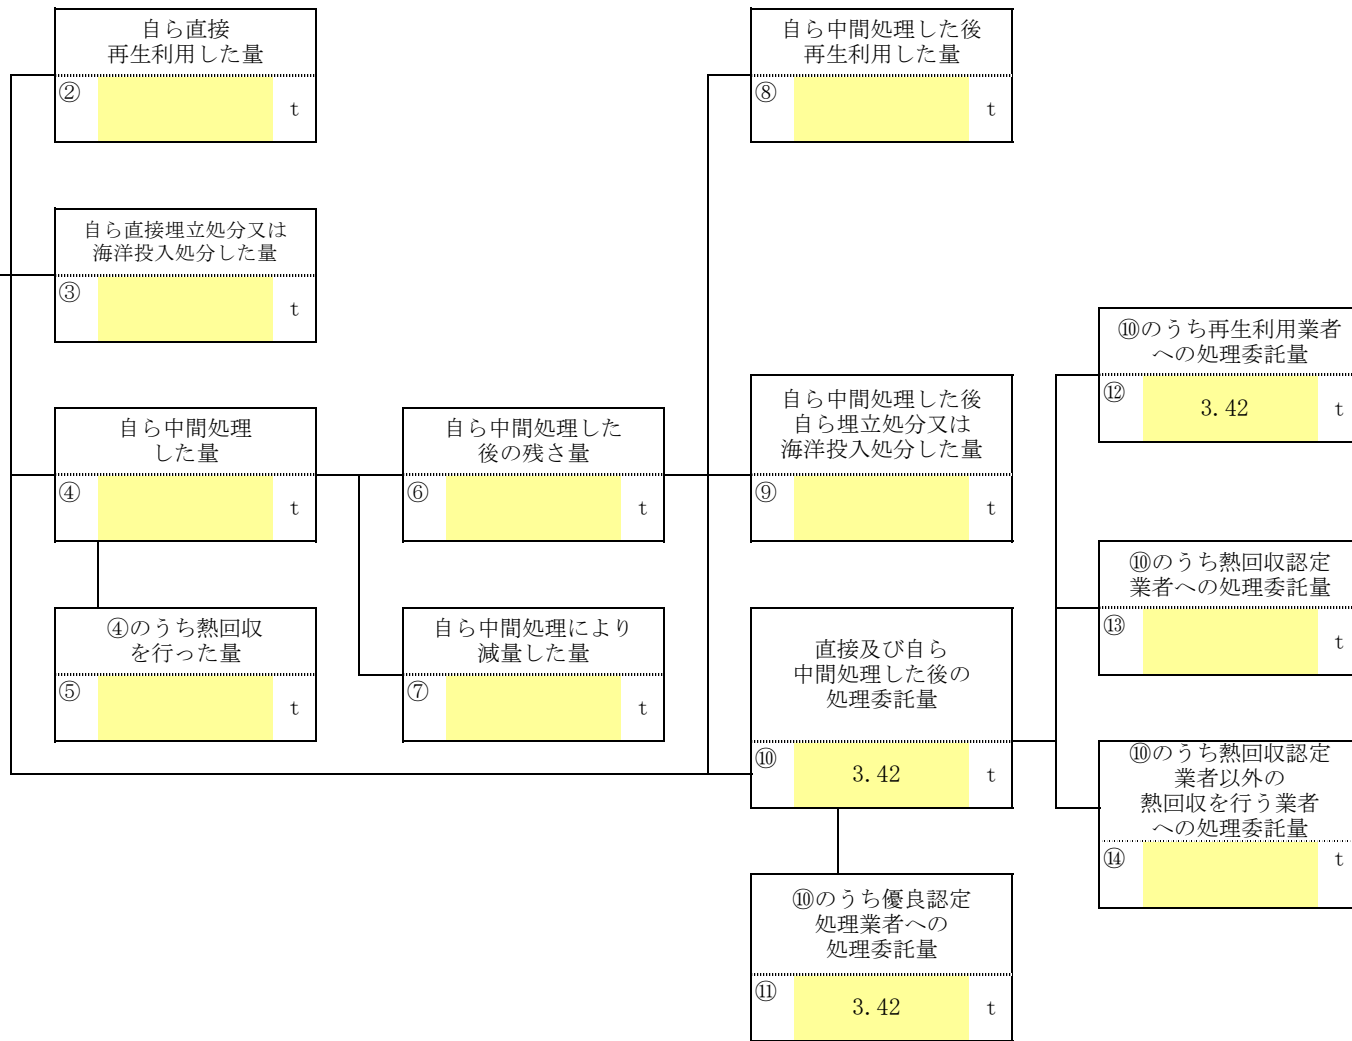 自ら直接
再生利用した量
② t
自ら中間処理した後
再生利用した量
⑧ t
自ら直接埋立処分又は
海洋投入処分した量
③ t
⑩のうち再生利用業者
への処理委託量
⑫ 3.42 t
自ら中間処理
した量
④ t
自ら中間処理した
後の残さ量
⑥ t
自ら中間処理した後
自ら埋立処分又は
海洋投入処分した量
⑨ t
⑩のうち熱回収認定
業者への処理委託量
⑬ t
④のうち熱回収
を行った量
⑤ t
自ら中間処理により
減量した量
⑦ t
直接及び自ら
中間処理した後の
処理委託量
⑩ 3.42 t
⑩のうち熱回収認定
業者以外の
熱回収を行う業者
への処理委託量
⑭ t
⑩のうち優良認定
処理業者への
処理委託量
⑪ 3.42 t